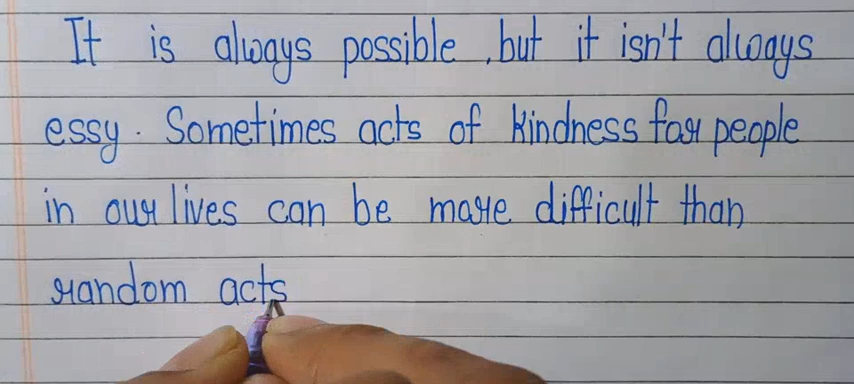 It is always possible ,but it isn't always
essy. Sometimes acts of kindness for people
in our lives can be more difficult than
random acts